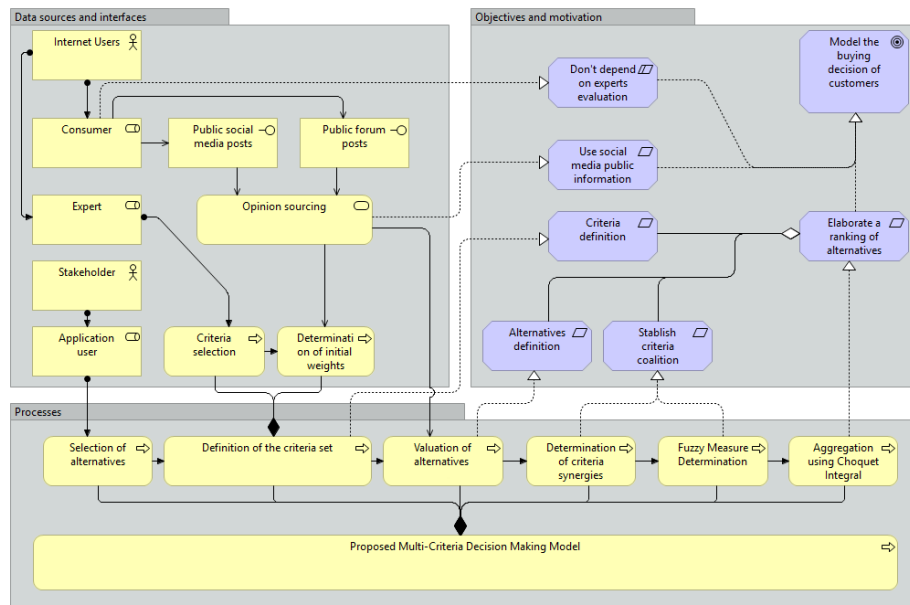 Data sources and interfaces
Internet Users
Consumer
Public social
media posts
Public forum
posts
Expert
Opinion sourcing
Stakeholder
Application
user
Criteria
selection
Determinati
on of initial
weights
Objectives and motivation
Model the
buying
decision of
customers
Don't depend
on experts
evaluation
Use social
media public
information
Criteria
definition
Elaborate a
ranking of
alternatives
Alternatives
definition
Stablish
criteria
coalition
Processes
Selection of
alternatives
Definition of the criteria set
Valuation of
alternatives
Determination
of criteria
synergies
Fuzzy Measure
Determination
Aggregation
using Choquet
Integral
Proposed Multi-Criteria Decision Making Model